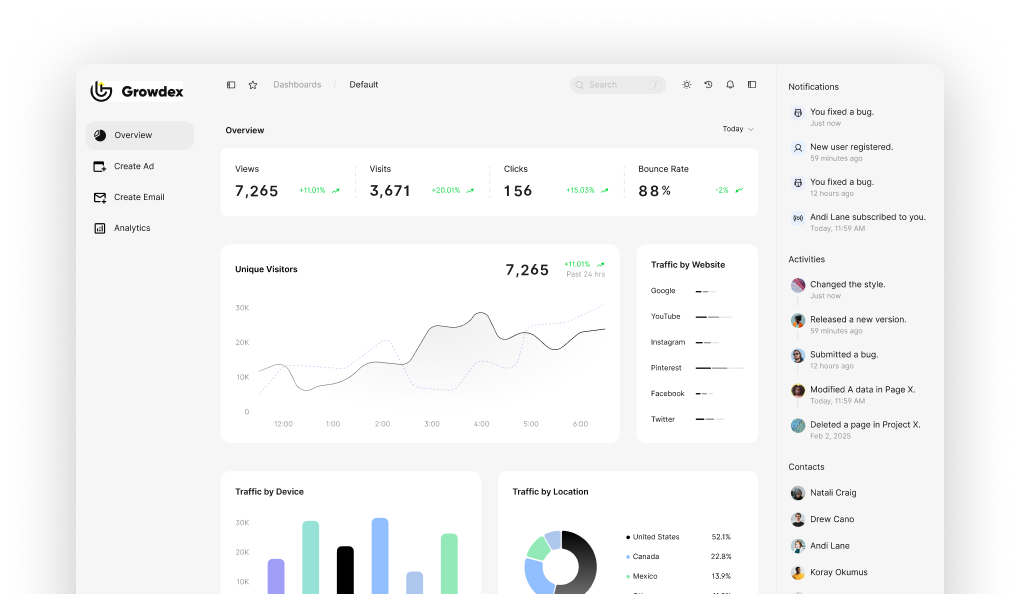 Growdex
Overview
Create Ad
Create Email
Analytics
Dashboards / Default
Search /
Overview
Today
Views
7,265
+11.01%
Visits
3,671
+20.01%
Clicks
156
+15.03%
Bounce Rate
88%
-2%
Unique Visitors
7,265
+11.01%
Past 24 hrs
30K
20K
10K
0
12:00 1:00 2:00 3:00 4:00 5:00 6:00
Traffic by Website
Google
YouTube
Instagram
Pinterest
Facebook
Twitter
Traffic by Device
30K
20K
10K
Traffic by Location
United States 52.1%
Canada 22.8%
Mexico 13.9%
Notifications
You fixed a bug.
Just now
New user registered.
59 minutes ago
You fixed a bug.
12 hours ago
Andi Lane subscribed to you.
Today, 11:59 AM
Activities
Changed the style.
Just now
Released a new version.
59 minutes ago
Submitted a bug.
12 hours ago
Modified A data in Page X.
Today, 11:59 AM
Deleted a page in Project X.
Feb 2, 2025
Contacts
Natali Craig
Drew Cano
Andi Lane
Koray Okumus